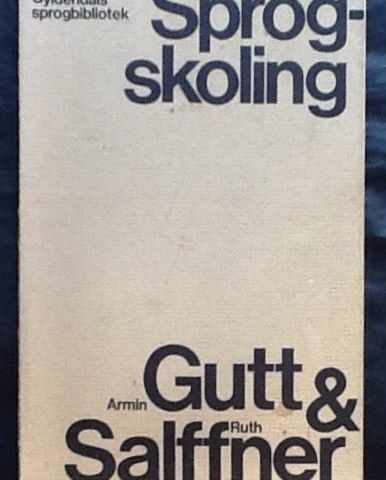 Gyldendals
sprogbibliotek
Sprog-
skoling
Armin Gutt &
Ruth
Salffner